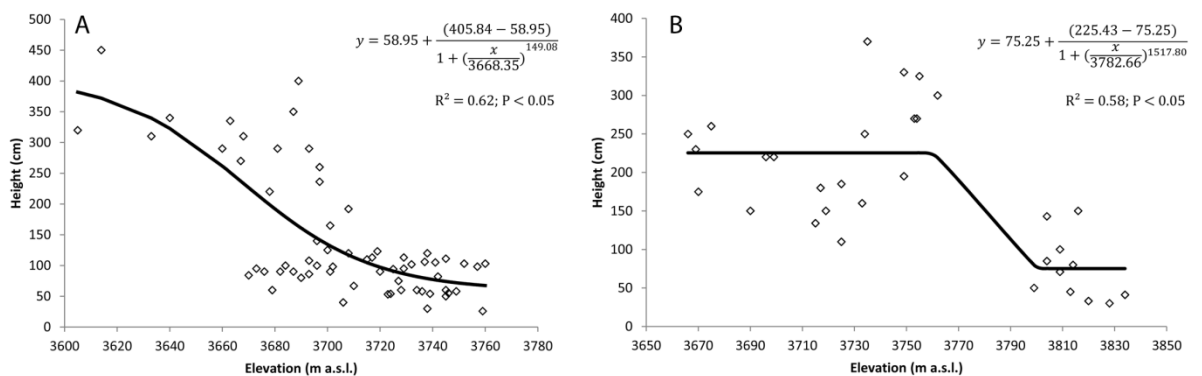 A
y = 58.95 + (405.84 − 58.95) / 1 + (x / 3668.35)^149.08
R² = 0.62; P < 0.05
Height (cm)
500
450
400
350
300
250
200
150
100
50
0
3600 3620 3640 3660 3680 3700 3720 3740 3760 3780
Elevation (m a.s.l.)
B
y = 75.25 + (225.43 − 75.25) / 1 + (x / 3782.66)^1517.80
R² = 0.58; P < 0.05
Height (cm)
400
350
300
250
200
150
100
50
0
3650 3670 3690 3710 3730 3750 3770 3790 3810 3830 3850
Elevation (m a.s.l.)